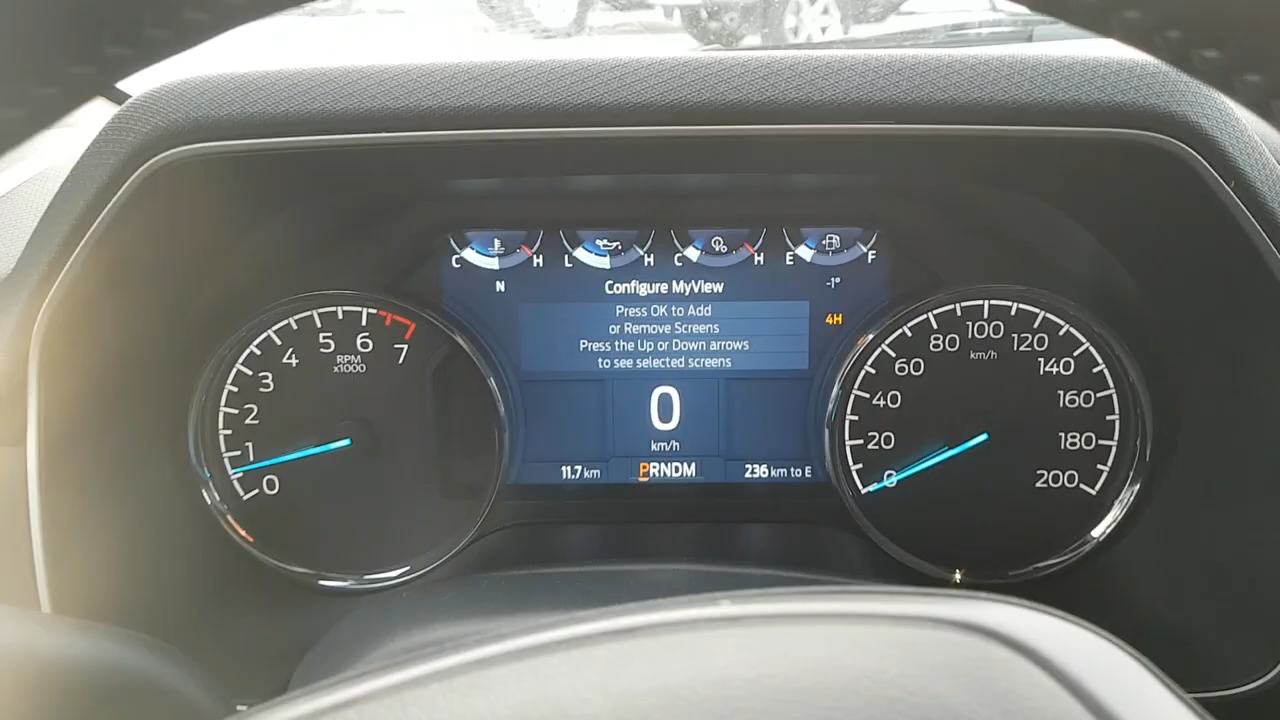 C H L H C H E F
N
Configure MyView
-1°
Press OK to Add
or Remove Screens
Press the Up or Down arrows
to see selected screens
4H
0
km/h
11.7 km
PRNDM
236 km to E
0
1
2
3
4
5
6
7
RPM
x1000
0
20
40
60
80
100
120
140
160
180
200
km/h